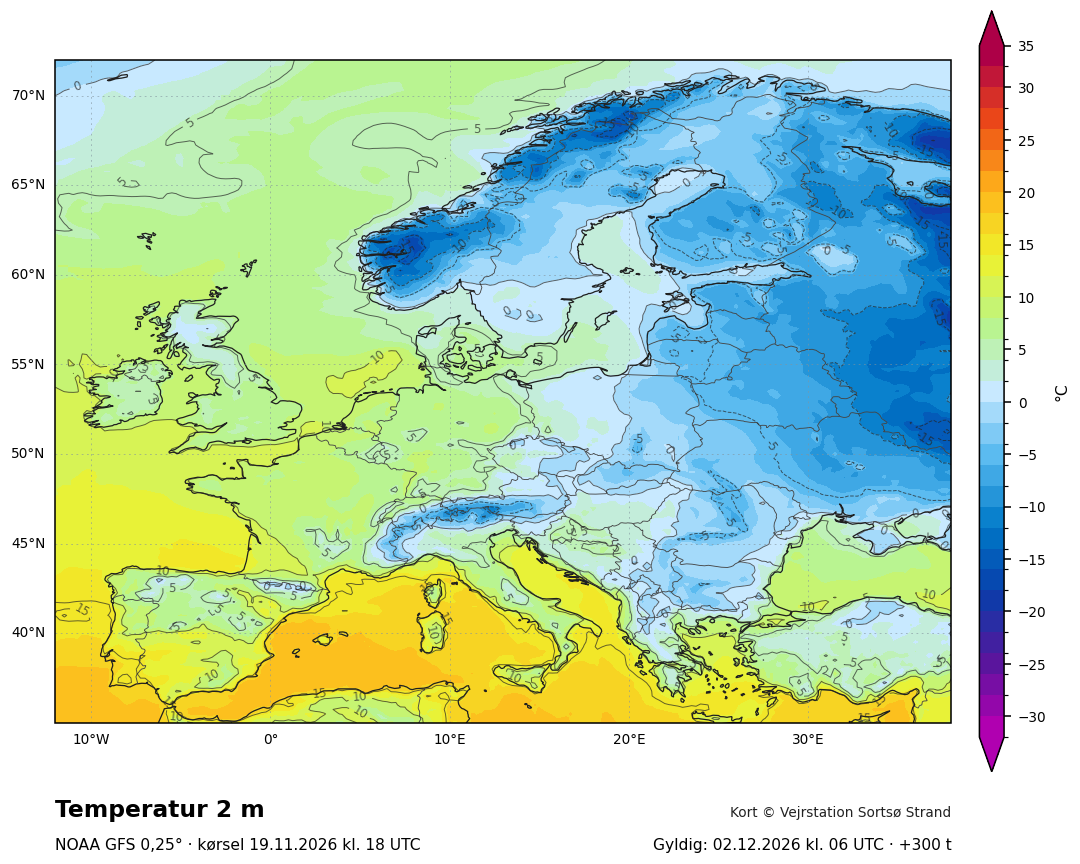 70°N
65°N
60°N
55°N
50°N
45°N
40°N
10°W 0° 10°E 20°E 30°E
35
30
25
20
15
10
5
0
−5
−10
−15
−20
−25
−30
°C
Temperatur 2 m
Kort © Vejrstation Sortsø Strand
NOAA GFS 0,25° · kørsel 19.11.2026 kl. 18 UTC
Gyldig: 02.12.2026 kl. 06 UTC · +300 t